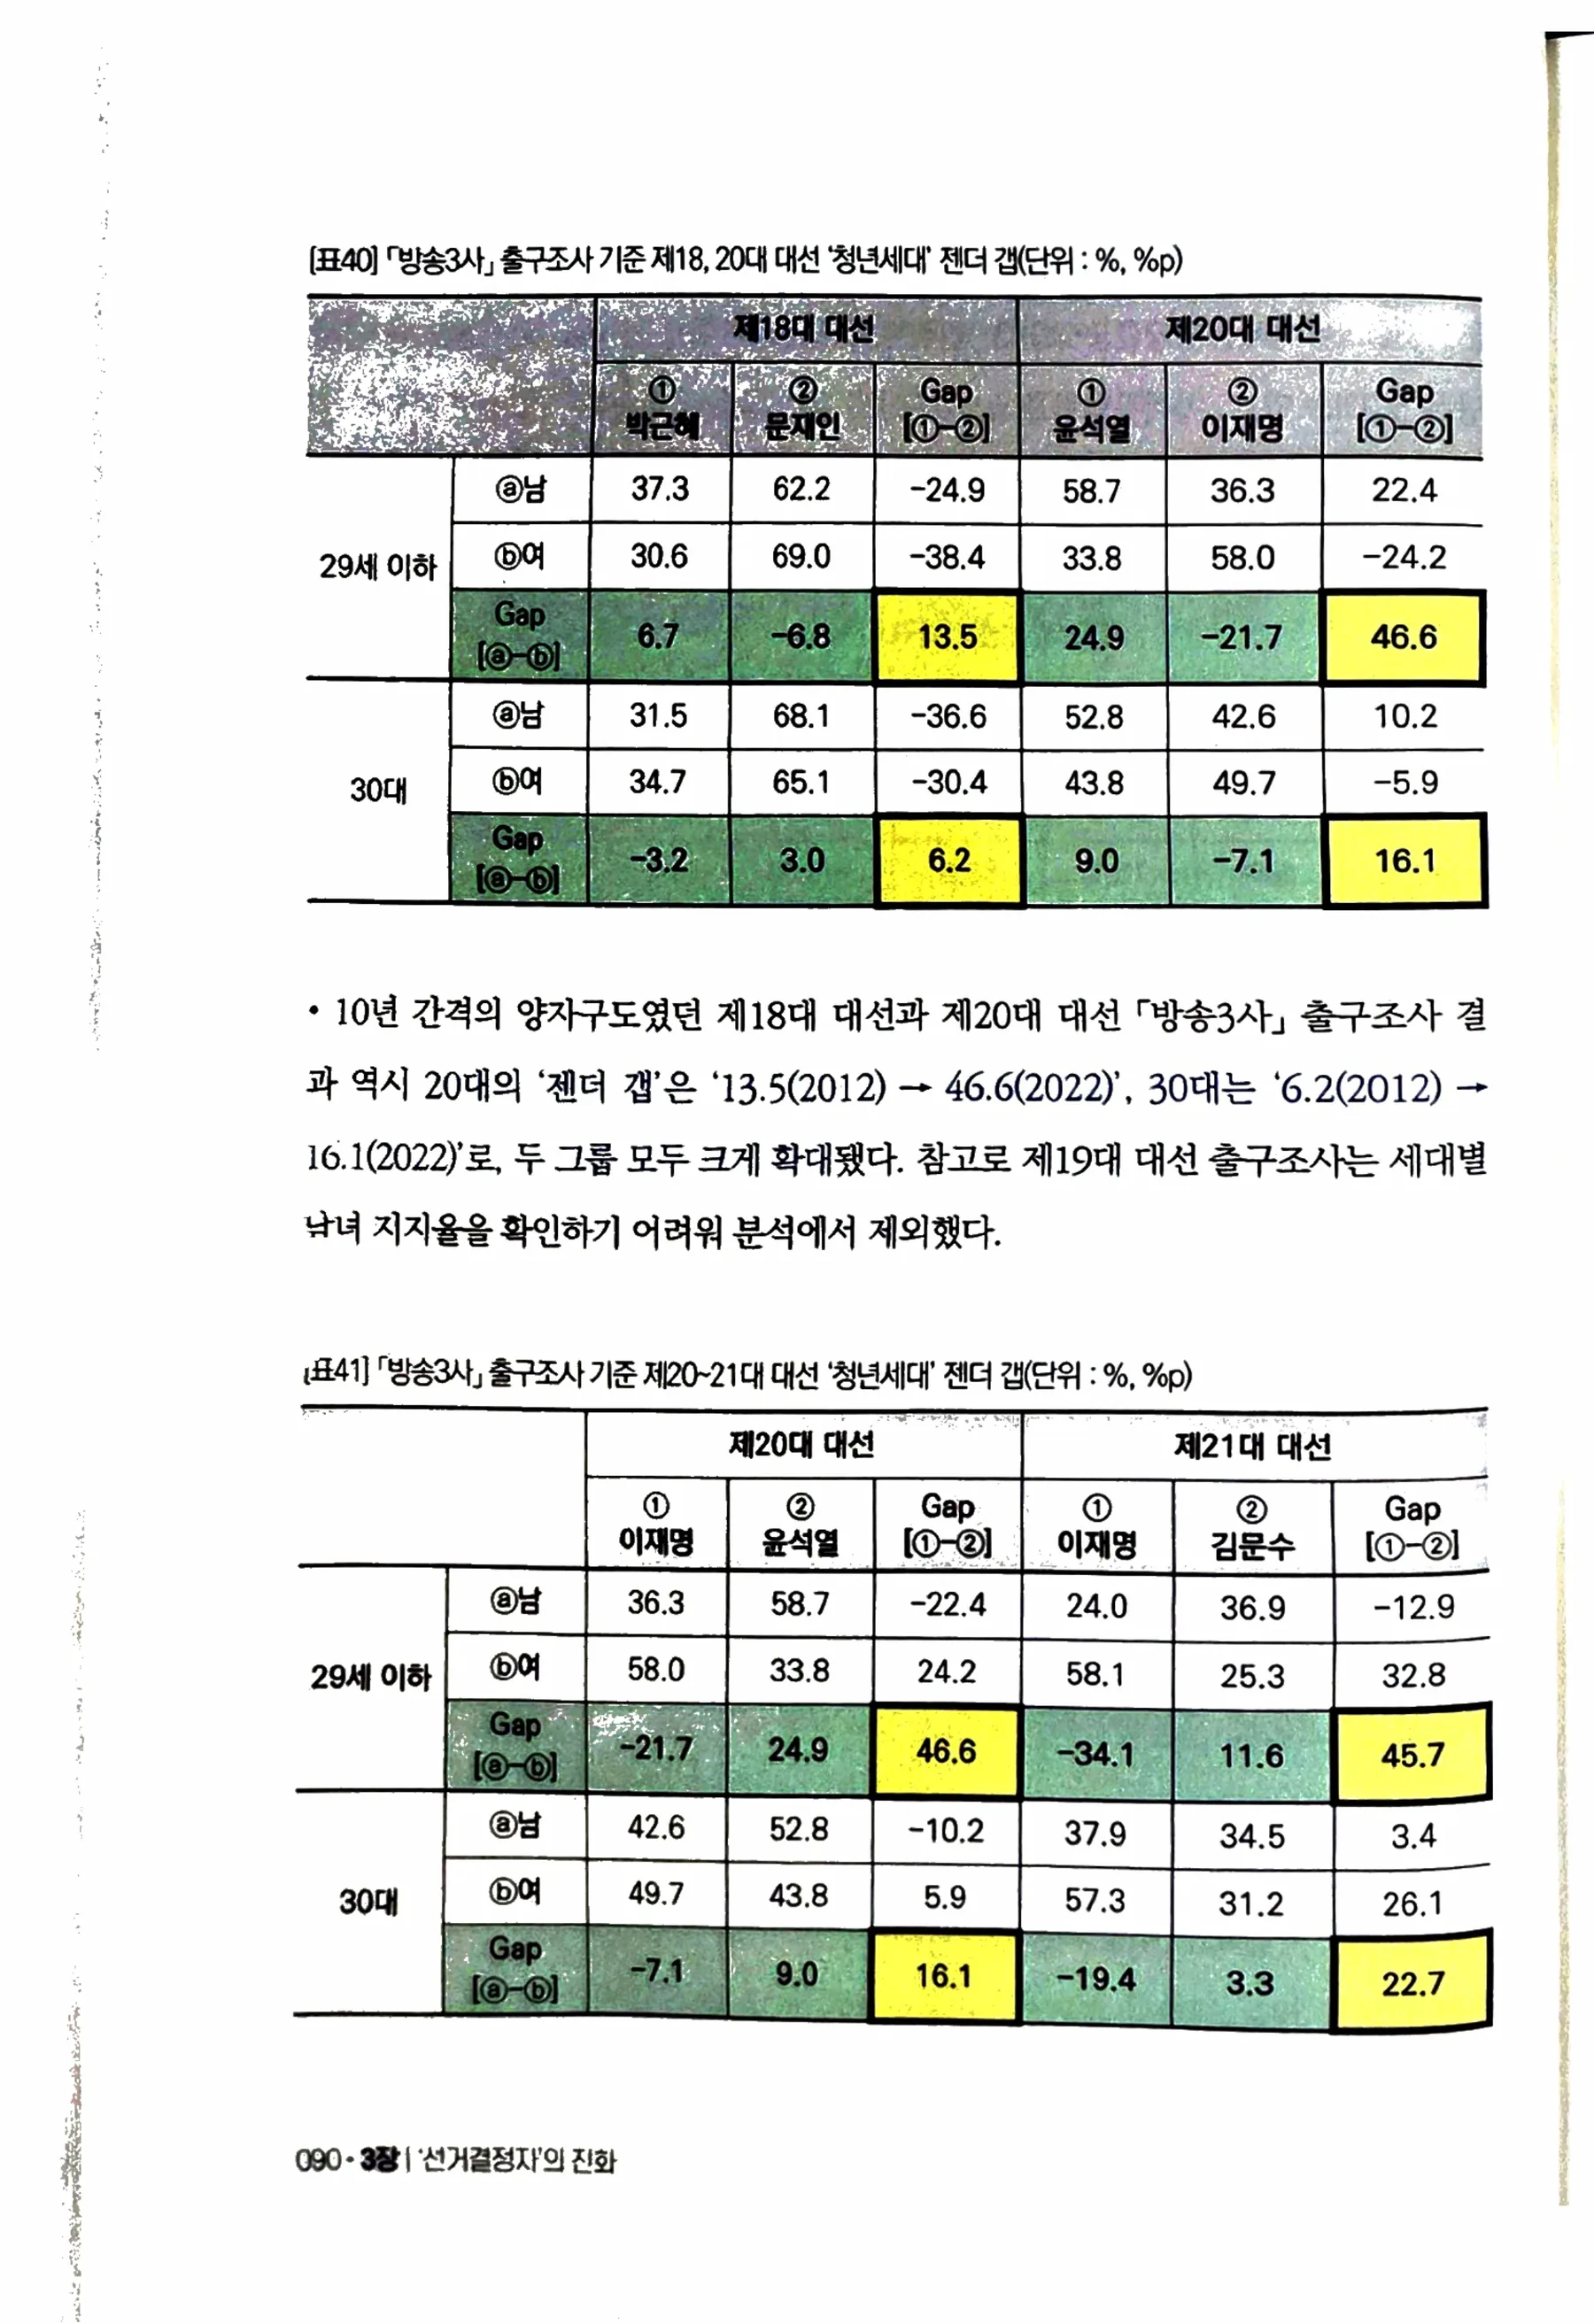 [표40] 「방송3사」 출구조사 기준 제18, 20대 대선 ‘청년세대’ 젠더 갭(단위 : %, %p)
제18대 대선 제20대 대선
① ② Gap ① ② Gap
박근혜 문재인 [①-②] 윤석열 이재명 [①-②]
ⓐ남 37.3 62.2 -24.9 58.7 36.3 22.4
29세 이하 ⓑ여 30.6 69.0 -38.4 33.8 58.0 -24.2
Gap
[ⓐ-ⓑ] 6.7 -6.8 13.5 24.9 -21.7 46.6
ⓐ남 31.5 68.1 -36.6 52.8 42.6 10.2
30대 ⓑ여 34.7 65.1 -30.4 43.8 49.7 -5.9
Gap
[ⓐ-ⓑ] -3.2 3.0 6.2 9.0 -7.1 16.1
• 10년 간격의 양자구도였던 제18대 대선과 제20대 대선 「방송3사」 출구조사 결
과 역시 20대의 ‘젠더 갭’은 ‘13.5(2012) → 46.6(2022)’, 30대는 ‘6.2(2012) →
16.1(2022)’로, 두 그룹 모두 크게 확대됐다. 참고로 제19대 대선 출구조사는 세대별
남녀 지지율을 확인하기 어려워 분석에서 제외했다.
[표41] 「방송3사」 출구조사 기준 제20~21대 대선 ‘청년세대’ 젠더 갭(단위 : %, %p)
제20대 대선 제21대 대선
① ② Gap ① ② Gap
이재명 윤석열 [①-②] 이재명 김문수 [①-②]
ⓐ남 36.3 58.7 -22.4 24.0 36.9 -12.9
29세 이하 ⓑ여 58.0 33.8 24.2 58.1 25.3 32.8
Gap
[ⓐ-ⓑ] -21.7 24.9 46.6 -34.1 11.6 45.7
ⓐ남 42.6 52.8 -10.2 37.9 34.5 3.4
30대 ⓑ여 49.7 43.8 5.9 57.3 31.2 26.1
Gap
[ⓐ-ⓑ] -7.1 9.0 16.1 -19.4 3.3 22.7
090 • 3장 | ‘선거결정자’의 진화